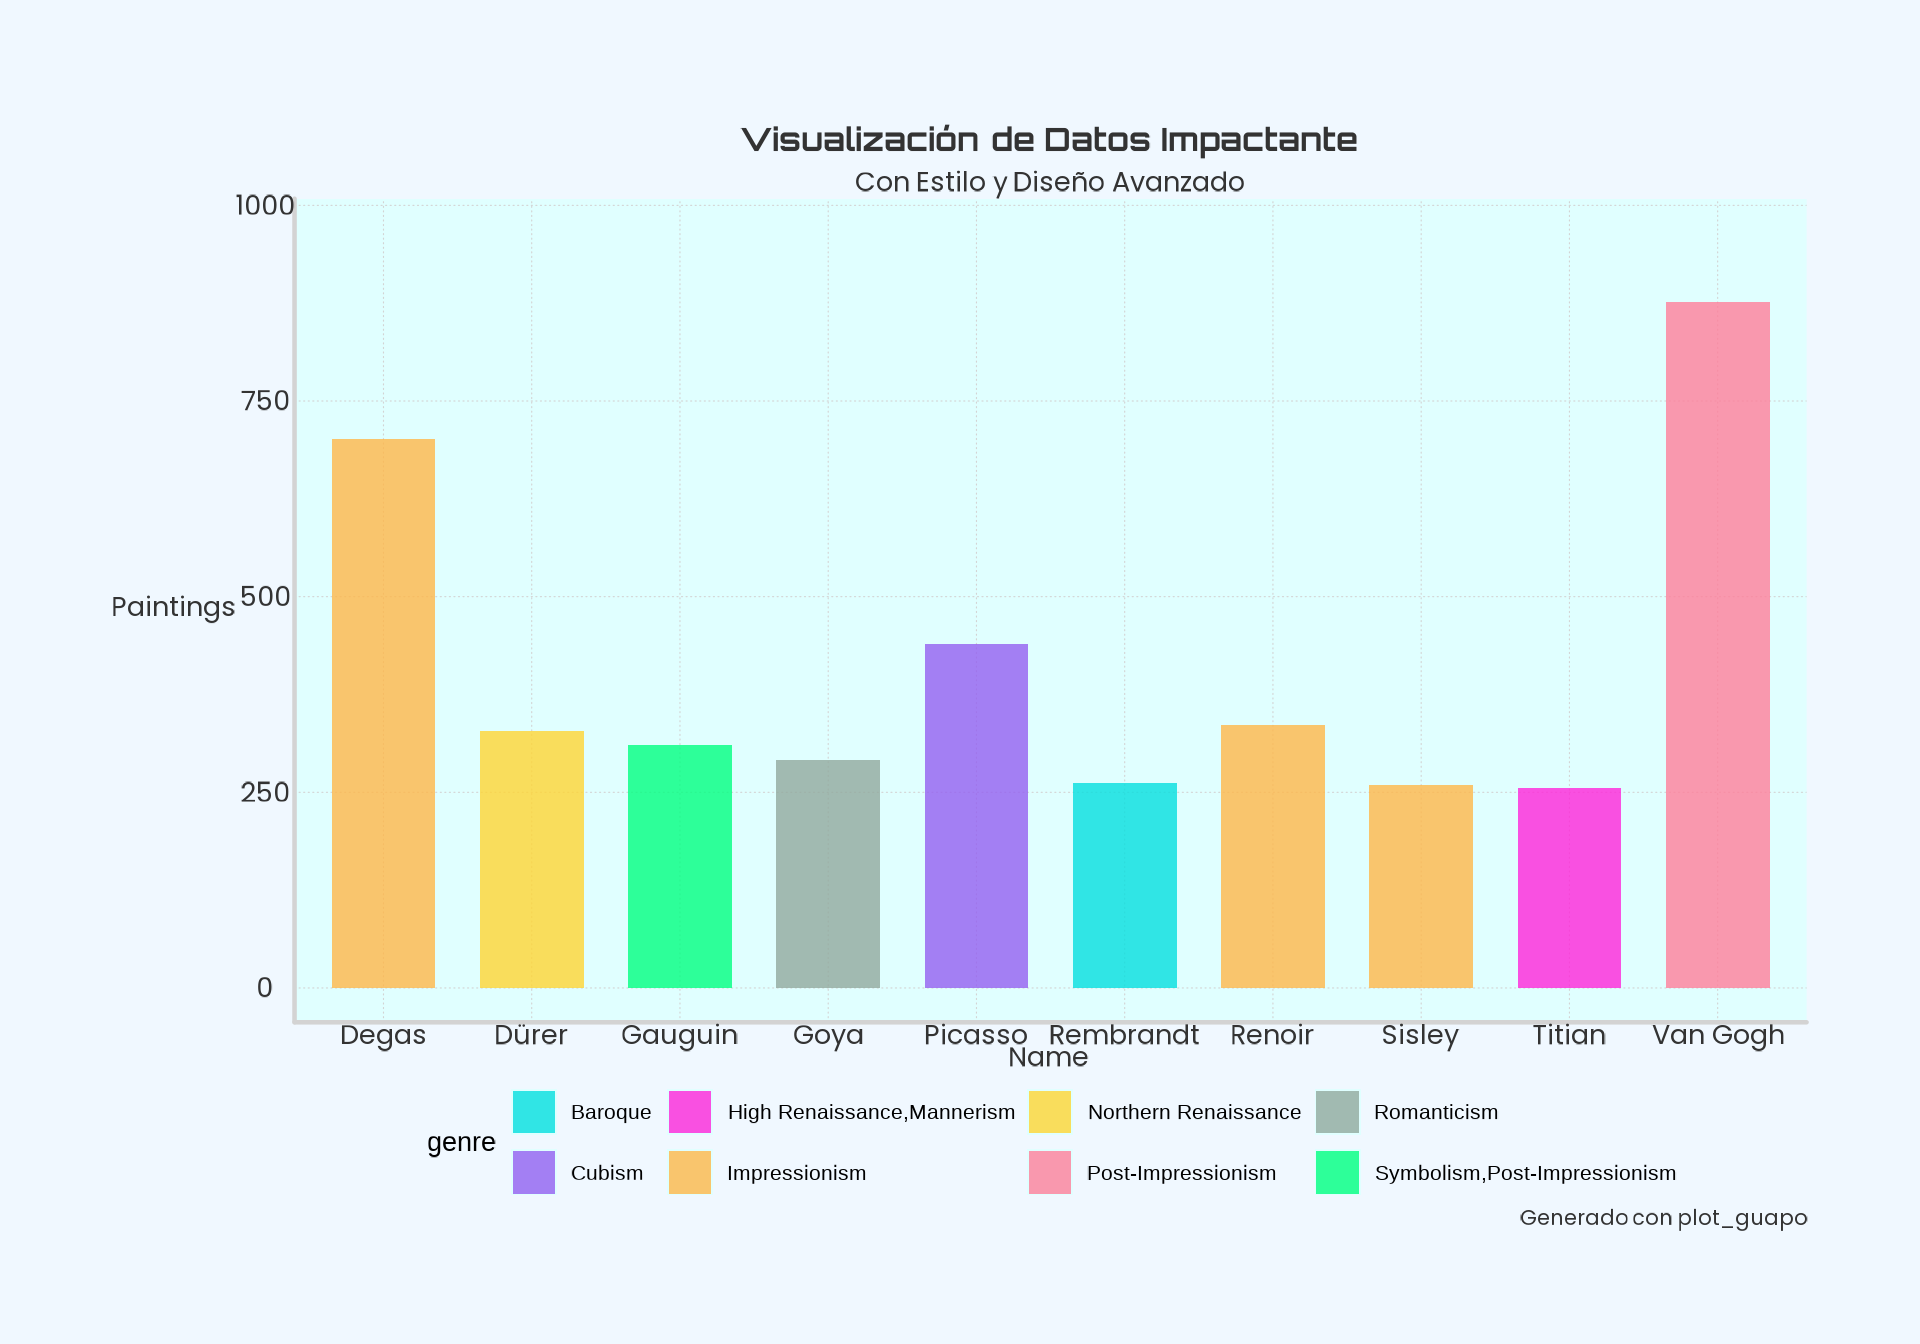 Visualización de Datos Impactante
Con Estilo y Diseño Avanzado
1000
750
500
250
0
Paintings
Degas Dürer Gauguin Goya Picasso Rembrandt Renoir Sisley Titian Van Gogh
Name
genre
Baroque High Renaissance,Mannerism Northern Renaissance Romanticism
Cubism Impressionism Post-Impressionism Symbolism,Post-Impressionism
Generado con plot_guapo